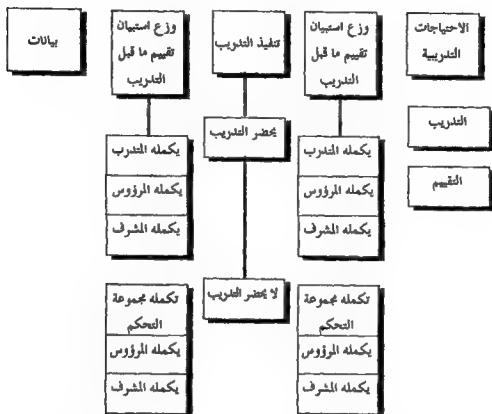 الاحتياجات
التدريبية
التدريب
التقييم
وزع استبيان
تقييم ما قبل
التدريب
يكمله المتدرب
يكمله المرؤوس
يكمله المشرف
تكمله مجموعة
التحكم
يكمله المرؤوس
يكمله المشرف
تنفيذ التدريب
يحضر التدريب
لا يحضر التدريب
وزع استبيان
تقييم ما قبل
التدريب
يكمله المتدرب
يكمله المرؤوس
يكمله المشرف
تكمله مجموعة
التحكم
يكمله المرؤوس
يكمله المشرف
بيانات